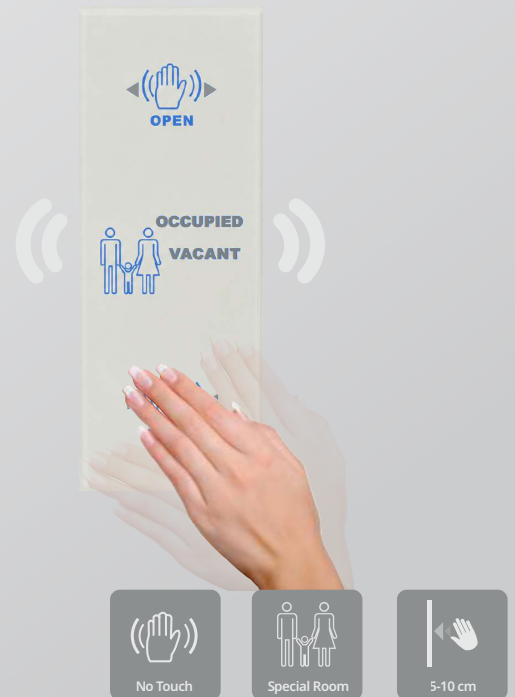 OPEN
OCCUPIED
VACANT
No Touch
Special Room
5-10 cm